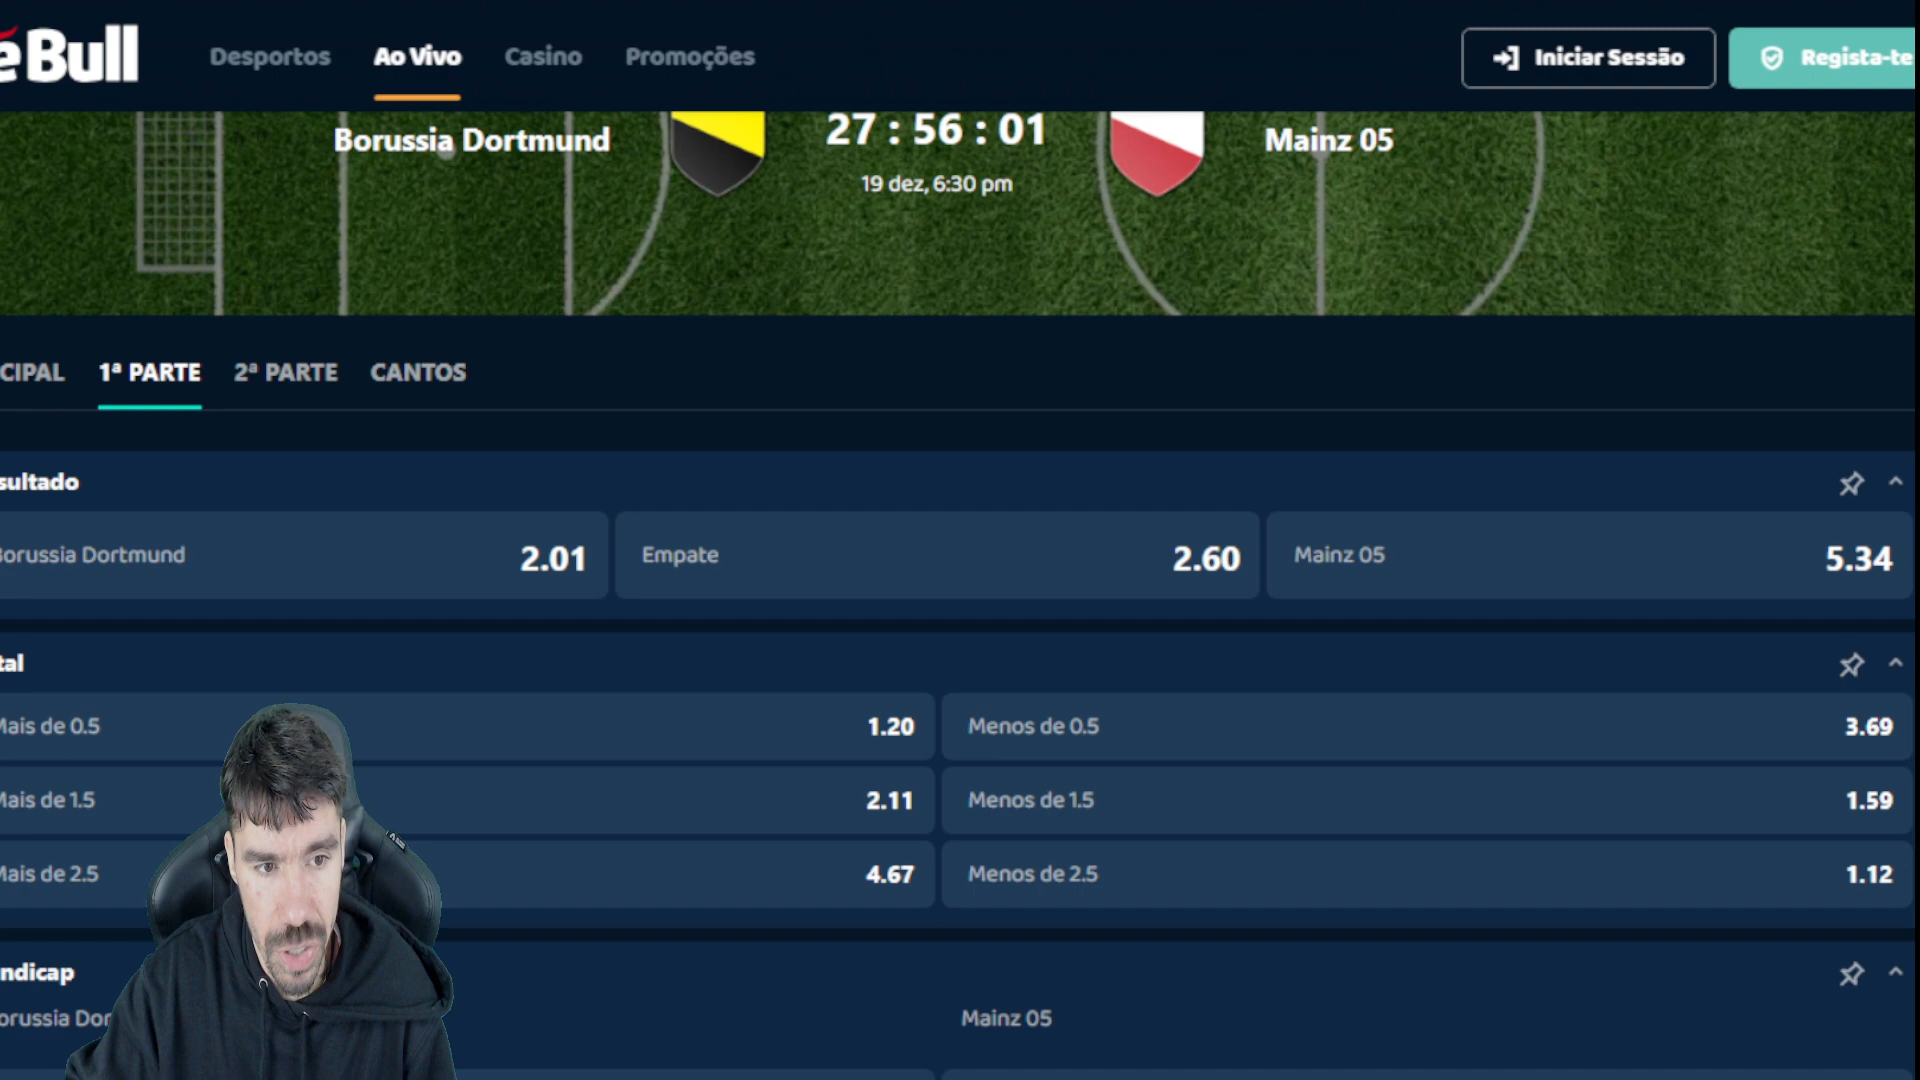 eBull
Desportos
Ao Vivo
Casino
Promoções
Iniciar Sessão
Regista-te
Borussia Dortmund
27 : 56 : 01
19 dez, 6:30 pm
Mainz 05
CIPAL
1ª PARTE
2ª PARTE
CANTOS
sultado
Borussia Dortmund
2.01
Empate
2.60
Mainz 05
5.34
tal
Mais de 0.5
1.20
Menos de 0.5
3.69
Mais de 1.5
2.11
Menos de 1.5
1.59
Mais de 2.5
4.67
Menos de 2.5
1.12
ndicap
orussia Dor
Mainz 05